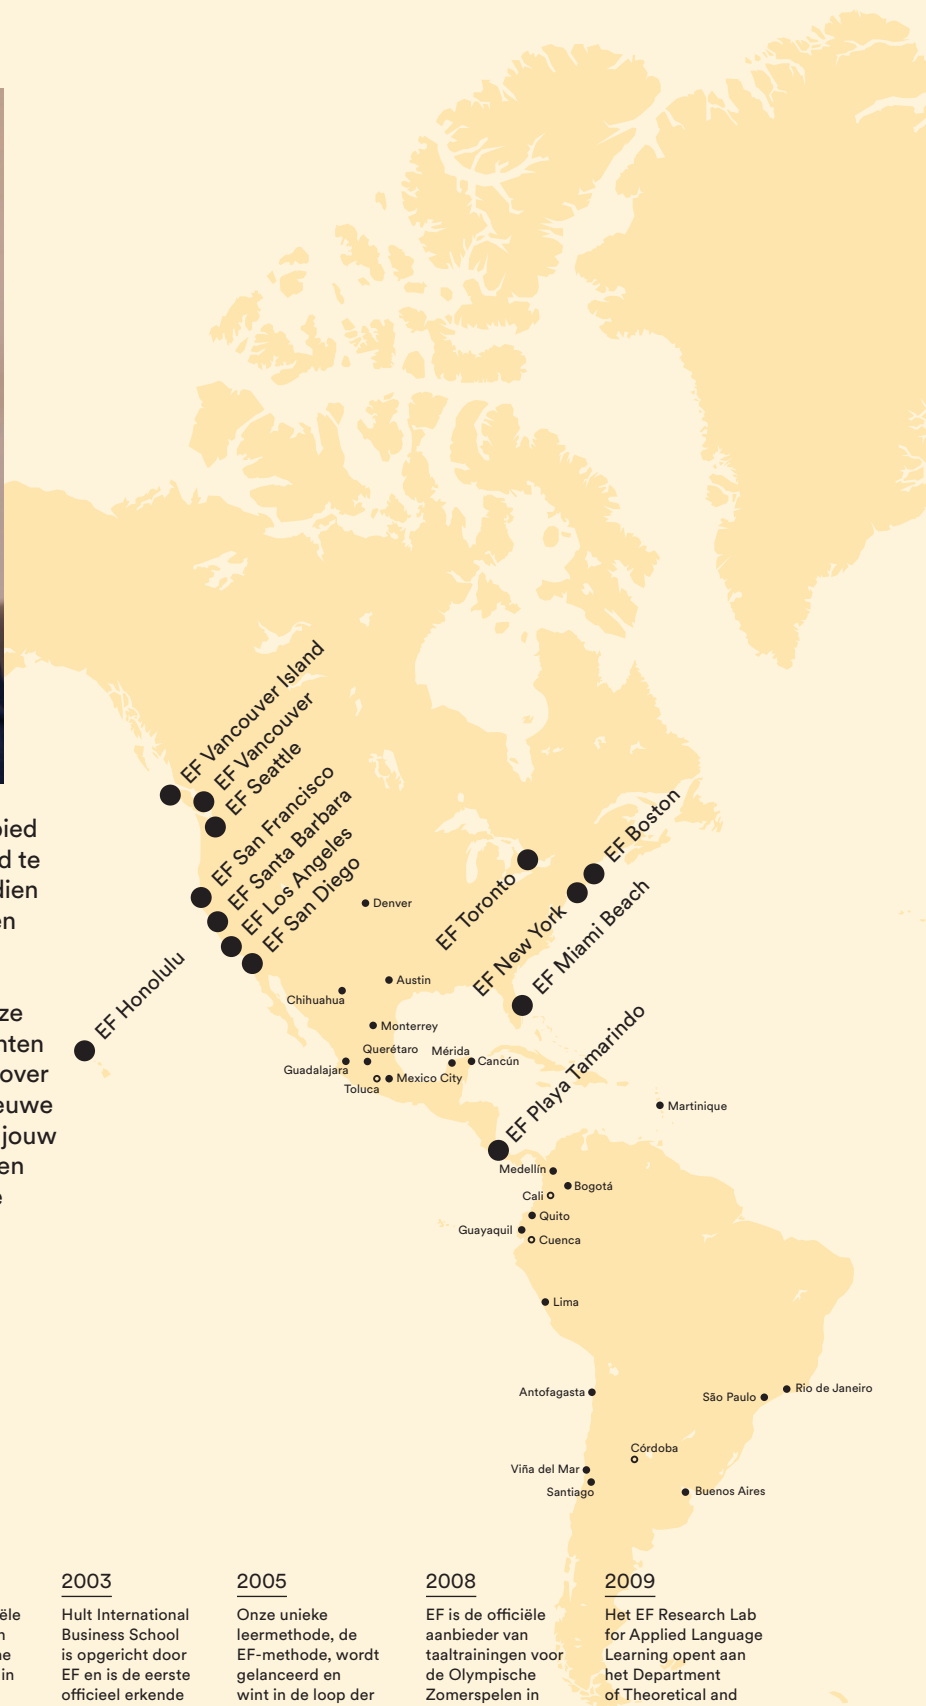 EF Vancouver Island
EF Vancouver
EF Seattle
EF San Francisco
EF Santa Barbara
EF Los Angeles
EF San Diego
EF Boston
EF Toronto
EF New York
EF Miami Beach
EF Honolulu
EF Playa Tamarindo
Denver
Austin
Chihuahua
Monterrey
Querétaro
Mérida
Cancún
Guadalajara
Toluca
Mexico City
Martinique
Medellín
Bogotá
Cali
Quito
Guayaquil
Cuenca
Lima
Antofagasta
São Paulo
Rio de Janeiro
Córdoba
Viña del Mar
Santiago
Buenos Aires
d te
over
jouw
2003
Hult International
Business School
is opgericht door
EF en is de eerste
officieel erkende
2005
Onze unieke
leermethode, de
EF-methode, wordt
gelanceerd en
wint in de loop der
2008
EF is de officiële
aanbieder van
taaltrainingen voor
de Olympische
Zomerspelen in
2009
Het EF Research Lab
for Applied Language
Learning opent aan
het Department
of Theoretical and
in